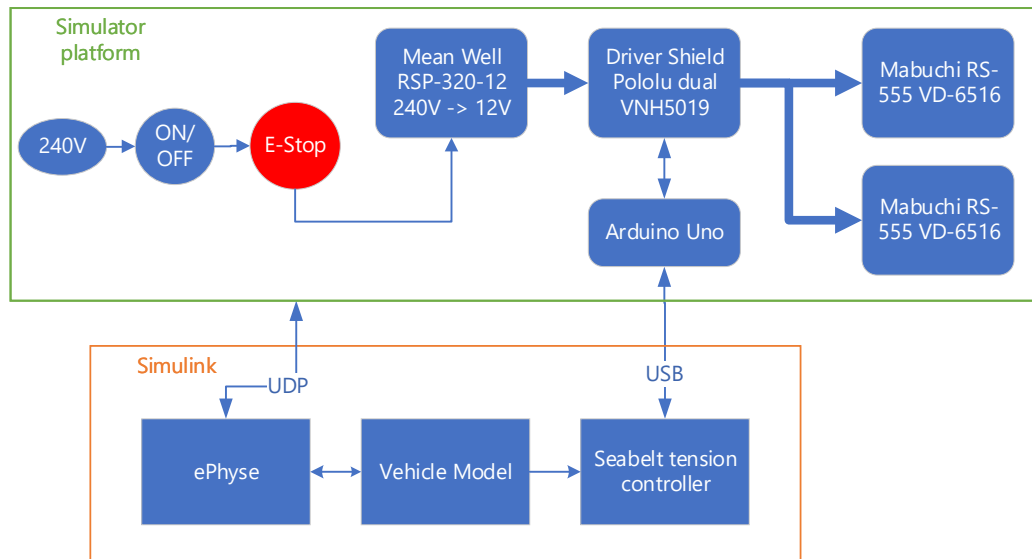 Simulator
platform
240V
ON/
OFF
E-Stop
Mean Well
RSP-320-12
240V -> 12V
Driver Shield
Pololu dual
VNH5019
Mabuchi RS-
555 VD-6516
Mabuchi RS-
555 VD-6516
Arduino Uno
Simulink
UDP
USB
ePhyse
Vehicle Model
Seabelt tension
controller